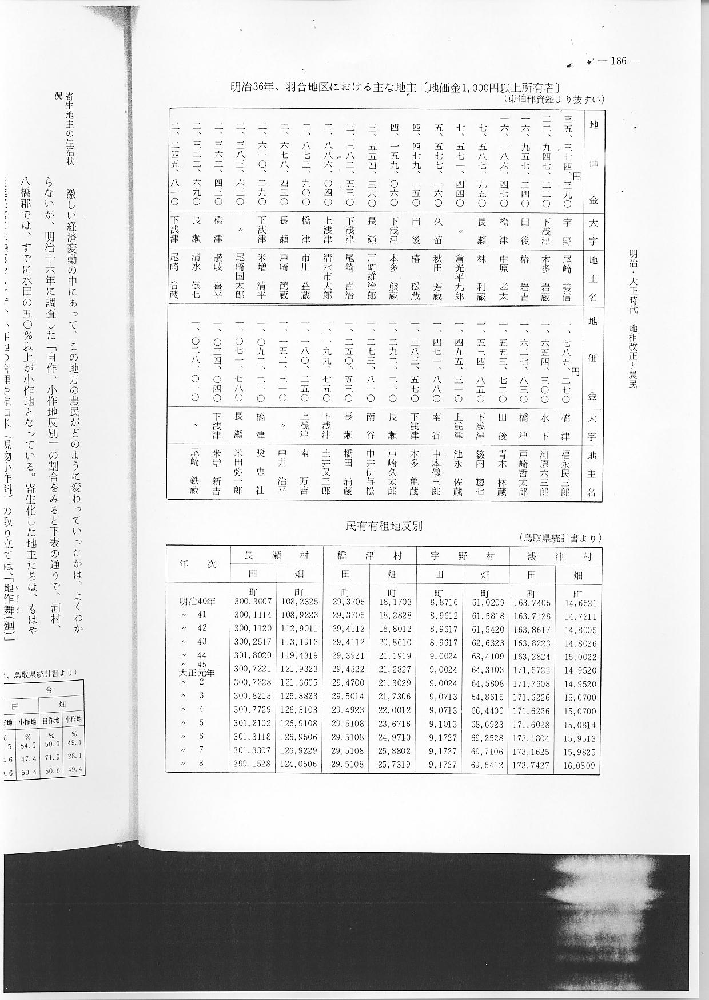 — 186 —
明治・大正時代 地租改正と農民
明治36年、羽合地区における主な地主〔地価金1,000円以上所有者〕
(東伯郡資鑑より抜すい)
地価金 大字 地主名
三五、三七四、三九〇円 宇野 尾崎義信
二二、九四七、二二〇 下浅津 本多岩蔵
一六、九五七、二四〇 田後 椿岩吉
一六、一八六、四七〇 橋津 中原孝太
七、五八七、九五〇 長瀬 林利蔵
七、五七一、四四〇 〃 倉光平九郎
五、五七七、一六〇 久留 秋田芳蔵
四、四七九、一五〇 田後 椿松蔵
四、一五九、〇六〇 下浅津 本多熊蔵
三、五五四、三六〇 長瀬 戸崎雄治郎
三、三八二、五三〇 下浅津 尾崎喜治
二、八八六、〇四〇 上浅津 清水市太郎
二、八七三、九〇〇 橋津 市川益蔵
二、六七八、四三〇 長瀬 戸崎鶴蔵
二、六一〇、二九〇 下浅津 米増清平
二、三八三、六三〇 〃 尾崎国太郎
二、三六二、四三〇 橋津 讃岐喜平
二、三二二、六九〇 長瀬 清水儀七
二、二四五、八一〇 下浅津 尾崎音蔵
地価金 大字 地主名
一、七八五、二七〇円 橋津 福永民三郎
一、六五四、三〇〇 水下 河原六三郎
一、六二七、八三〇 橋津 戸崎哲太郎
一、五五三、七二〇 田後 青木林蔵
一、五三四、八五〇 下浅津 籔内惣七
一、四九五、三一〇 上浅津 池永佐蔵
一、四七一、八八〇 南谷 中本儀三郎
一、三八三、五七〇 下浅津 本多亀蔵
一、二九二、二一〇 長瀬 戸崎久太郎
一、二七三、八一〇 南谷 中井伊与松
一、二五〇、五三〇 長瀬 橋田浦蔵
一、一九九、七五〇 下浅津 土井又三郎
一、一八〇、二五〇 上浅津 南万吉
一、一五二、三一〇 〃 中井治平
一、〇九二、二一〇 橋津 奨恵社
一、〇七一、七八〇 長瀬 米田弥一郎
一、〇三四、〇四〇 下浅津 米増新吉
一、〇二八、〇一〇 〃 尾崎鉄蔵
民有有租地反別
(鳥取県統計書より)
年次 長瀬村 橋津村 宇野村 浅津村
田 畑 田 畑 田 畑 田 畑
町 町 町 町 町 町 町 町
明治40年 300,3007 108,2325 29,3705 18,1703 8,8716 61,0209 163,7405 14,6521
〃 41 300,1114 108,9223 29,3705 18,2828 8,9612 61,5818 163,7128 14,7211
〃 42 300,1120 112,9011 29,4112 18,8012 8,9617 61,5420 163,8617 14,8005
〃 43 300,2517 113,1913 29,4112 20,8610 8,9617 62,6323 163,8223 14,8026
〃 44 301,8020 119,4319 29,3921 21,1919 9,0024 63,4109 163,2824 15,0022
〃 45
大正元年 300,7221 121,9323 29,4322 21,2827 9,0024 64,3103 171,5722 14,9520
〃 2 300,7228 121,6605 29,4700 21,3029 9,0024 64,5808 171,7608 14,9520
〃 3 300,8213 125,8823 29,5014 21,7306 9,0713 64,8615 171,6226 15,0700
〃 4 300,7729 126,3103 29,4923 22,0012 9,0713 66,4400 171,6226 15,0700
〃 5 301,2102 126,9108 29,5108 23,6716 9,1013 68,6923 171,6028 15,0814
〃 6 301,3118 126,9506 29,5108 24,9710 9,1727 69,2528 173,1804 15,9513
〃 7 301,3307 126,9229 29,5108 25,8802 9,1727 69,7106 173,1625 15,9825
〃 8 299,1528 124,0506 29,5108 25,7319 9,1727 69,6412 173,7427 16,0809
寄生地主の生活状
況
激しい経済変動の中にあって、この地方の農民がどのように変わっていったかは、よくわか
らないが、明治十六年に調査した「自作、小作地反別」の割合をみると下表の通りで、河村、
八橋郡では、すでに水田の五〇%以上が小作地となっている。寄生化した地主たちは、もはや
小作地の管理や宛口米(現物小作料)の取り立ては、「地作舞(廻)」
じさくまい
、鳥取県統計書より)
合
田 畑
作地 小作地 自作地 小作地
% % % %
.5 54.5 50.9 49.1
.6 47.4 71.9 28.1
.6 50.4 50.6 49.4